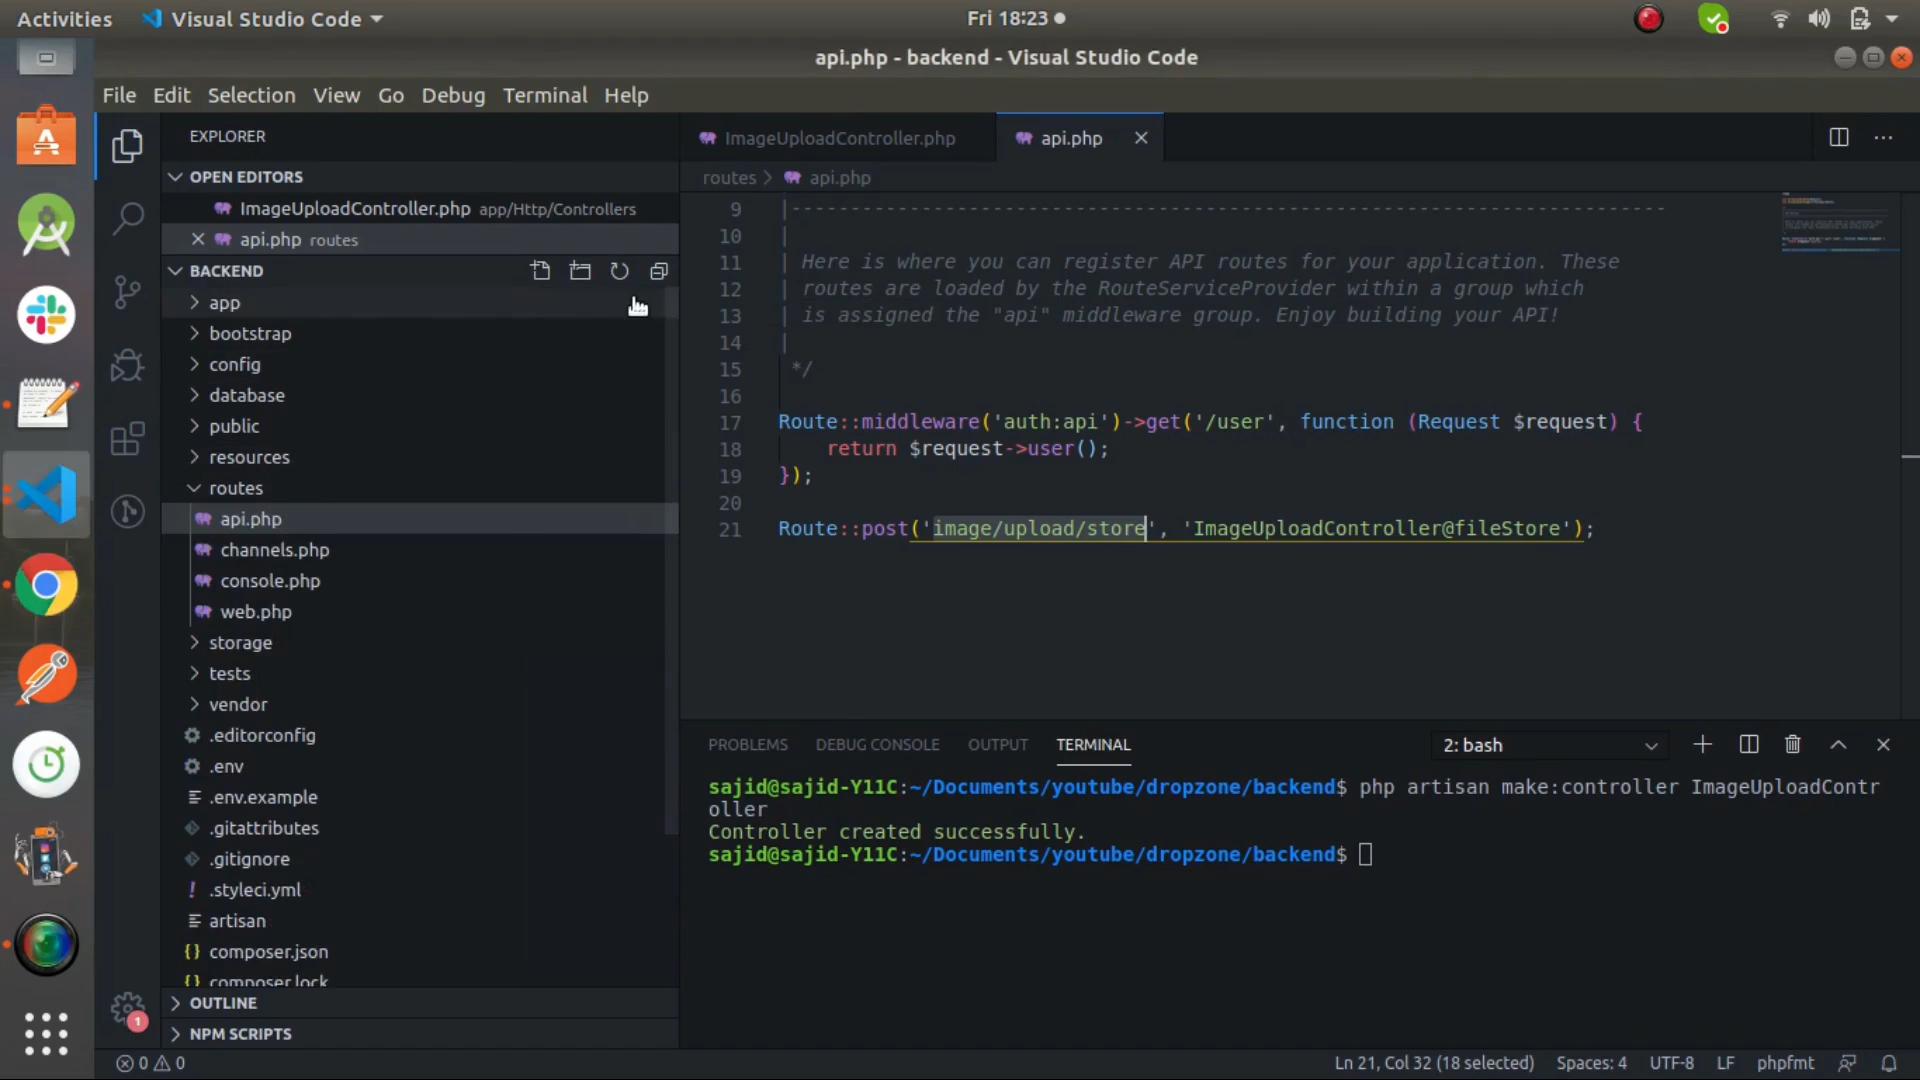 Activities
Visual Studio Code
Fri 18:23
api.php - backend - Visual Studio Code
File Edit Selection View Go Debug Terminal Help
EXPLORER
OPEN EDITORS
ImageUploadController.php app/Http/Controllers
api.php routes
BACKEND
app
bootstrap
config
database
public
resources
routes
api.php
channels.php
console.php
web.php
storage
tests
vendor
.editorconfig
.env
.env.example
.gitattributes
.gitignore
.styleci.yml
artisan
composer.json
composer.lock
OUTLINE
NPM SCRIPTS
1
ImageUploadController.php
api.php
routes > api.php
9 |--------------------------------------------------------------------------
10 |
11 | Here is where you can register API routes for your application. These
12 | routes are loaded by the RouteServiceProvider within a group which
13 | is assigned the "api" middleware group. Enjoy building your API!
14 |
15 */
16
17 Route::middleware('auth:api')->get('/user', function (Request $request) {
18 return $request->user();
19 });
20
21 Route::post('image/upload/store', 'ImageUploadController@fileStore');
PROBLEMS DEBUG CONSOLE OUTPUT TERMINAL
2: bash
sajid@sajid-Y11C:~/Documents/youtube/dropzone/backend$ php artisan make:controller ImageUploadContr
oller
Controller created successfully.
sajid@sajid-Y11C:~/Documents/youtube/dropzone/backend$
0 0
Ln 21, Col 32 (18 selected) Spaces: 4 UTF-8 LF phpfmt